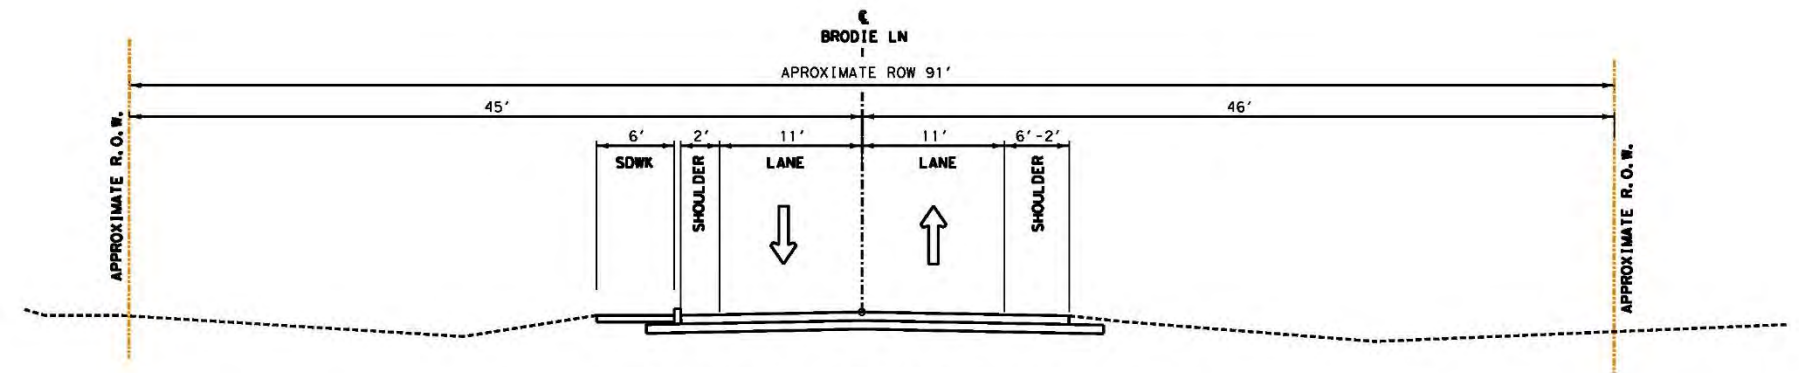 ℄
BRODIE LN
APROXIMATE ROW 91'
45'
46'
6'
2'
11'
11'
6'-2'
SDWK
SHOULDER
LANE
LANE
SHOULDER
APPROXIMATE R.O.W.
APPROXIMATE R.O.W.